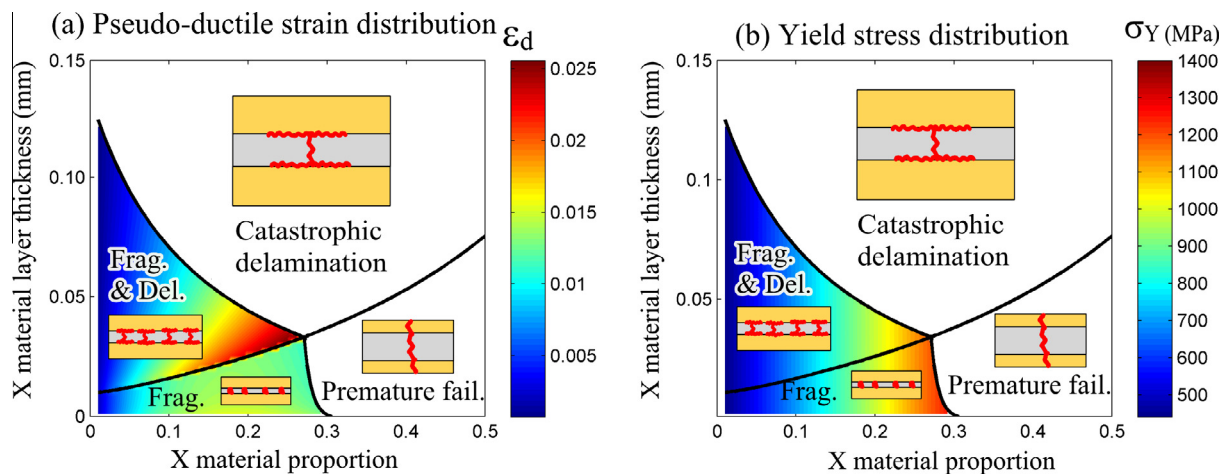 (a) Pseudo-ductile strain distribution
εd
0.15
0.10
0.05
0
X material layer thickness (mm)
Catastrophic
delamination
Frag.
& Del.
Frag.
Premature fail.
0
0.1
0.2
0.3
0.4
0.5
X material proportion
0.025
0.02
0.015
0.01
0.005
(b) Yield stress distribution
σY (MPa)
0.15
0.10
0.05
0
X material layer thickness (mm)
Catastrophic
delamination
Frag.
& Del.
Frag.
Premature fail.
0
0.1
0.2
0.3
0.4
0.5
X material proportion
1400
1300
1200
1100
1000
900
800
700
600
500